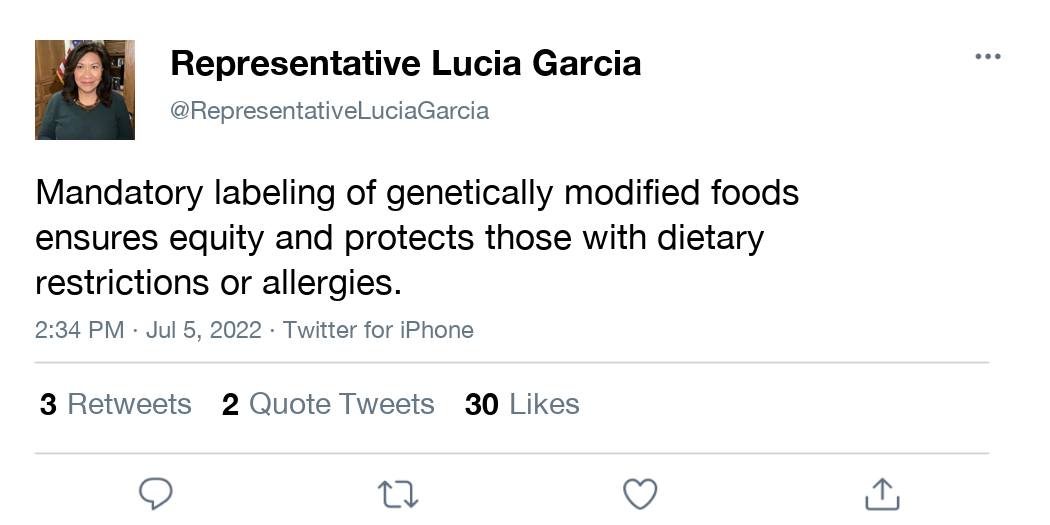 Representative Lucia Garcia
@RepresentativeLuciaGarcia
Mandatory labeling of genetically modified foods
ensures equity and protects those with dietary
restrictions or allergies.
2:34 PM · Jul 5, 2022 · Twitter for iPhone
3 Retweets 2 Quote Tweets 30 Likes